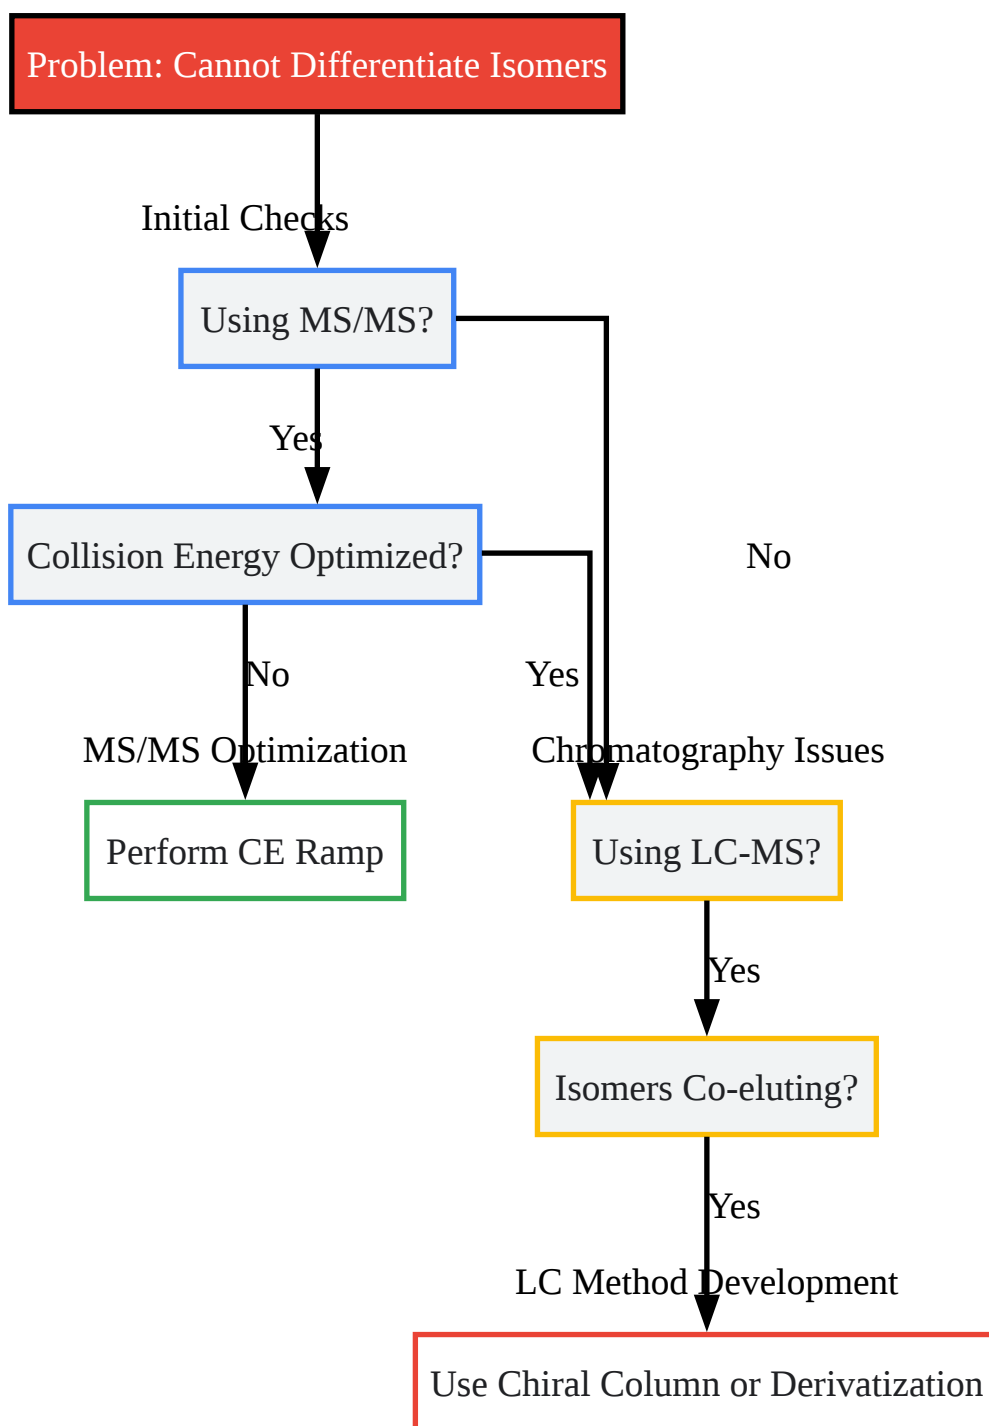 Problem: Cannot Differentiate Isomers
Initial Checks
Using MS/MS?
Yes
No
Collision Energy Optimized?
No
Yes
MS/MS Optimization
Chromatography Issues
Perform CE Ramp
Using LC-MS?
Yes
Isomers Co-eluting?
Yes
LC Method Development
Use Chiral Column or Derivatization